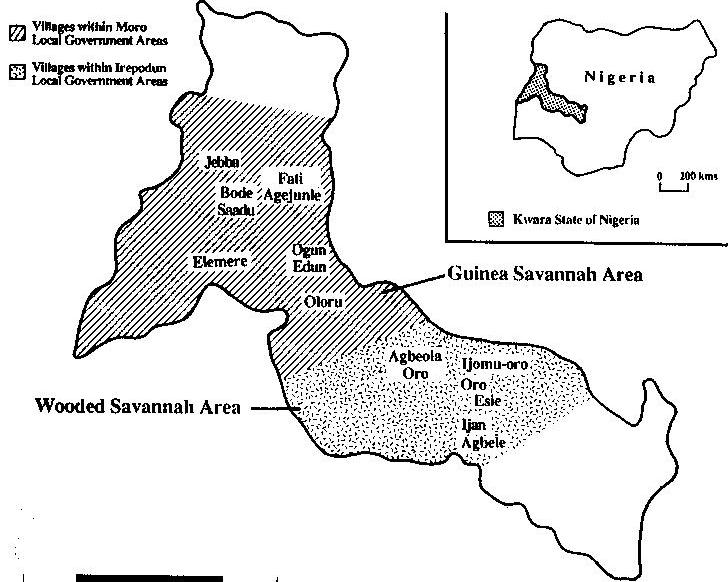 Villages within Moro
Local Government Areas
Villages within Irepodun
Local Government Areas
Nigeria
0 200 kms
Kwara State of Nigeria
Jebba
Fati
Agejunle
Bode
Saadu
Ogun
Edun
Elemere
Guinea Savannah Area
Oloru
Agbeola
Oro
Ijomu-oro
Oro
Esie
Wooded Savannah Area
Ijan
Agbele